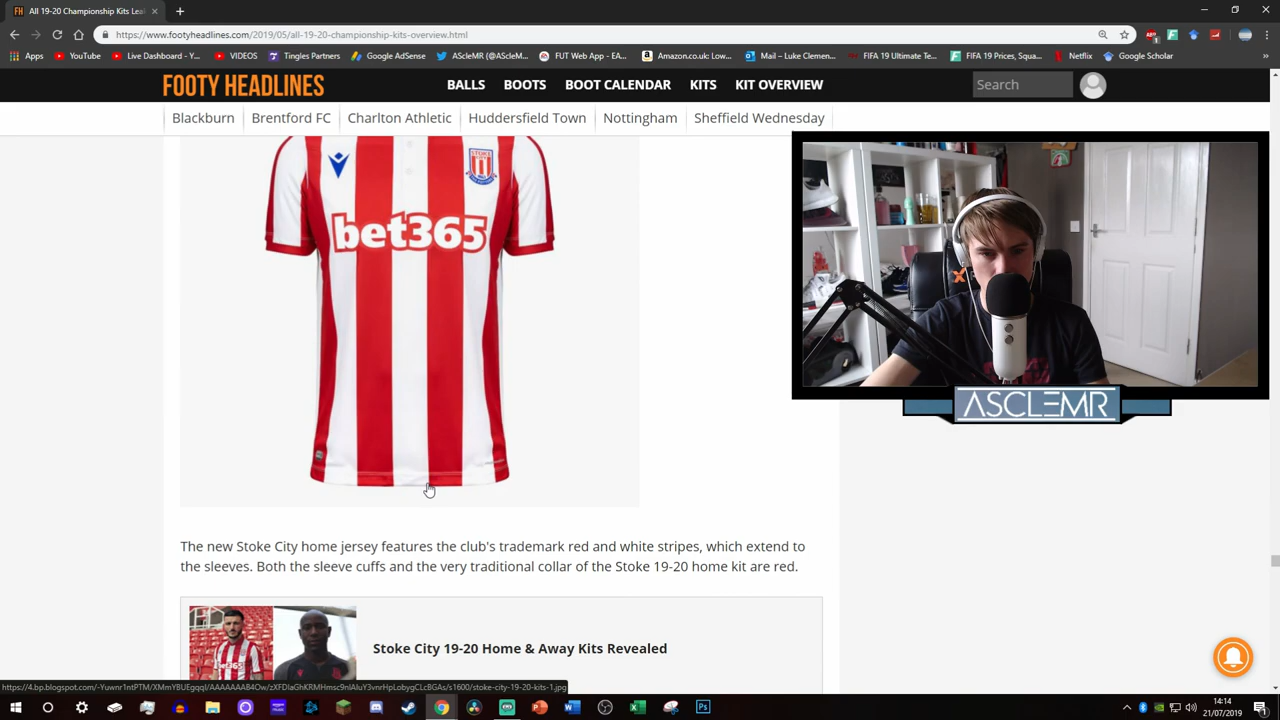 All 19-20 Championship Kits Lea
https://www.footyheadlines.com/2019/05/all-19-20-championship-kits-overview.html
Apps YouTube Live Dashboard - Y... VIDEOS Tingles Partners Google AdSense ASCleMR (@ASCleM... FUT Web App - EA... Amazon.co.uk: Low... Mail – Luke Clemen... FIFA 19 Ultimate Te... FIFA 19 Prices, Squa... Netflix Google Scholar »
FOOTY HEADLINES BALLS BOOTS BOOT CALENDAR KITS KIT OVERVIEW Search
Blackburn Brentford FC Charlton Athletic Huddersfield Town Nottingham Sheffield Wednesday
STOKE
bet365
ASCLEMR
The new Stoke City home jersey features the club's trademark red and white stripes, which extend to
the sleeves. Both the sleeve cuffs and the very traditional collar of the Stoke 19-20 home kit are red.
bet365
Stoke City 19-20 Home & Away Kits Revealed
14:14
21/07/2019